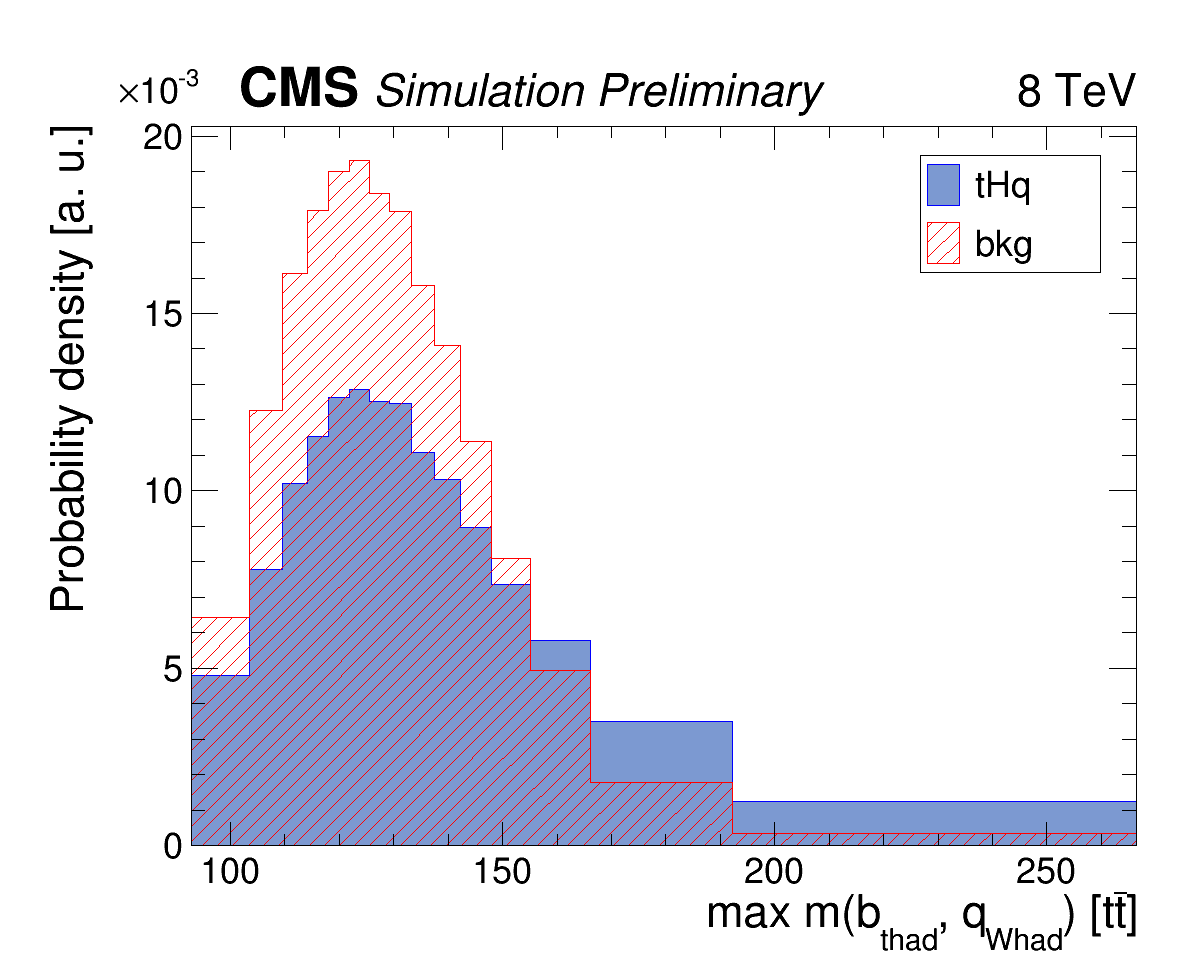 ×10⁻³ CMS Simulation Preliminary 8 TeV
Probability density [a. u.]
20
15
10
5
0
tHq
bkg
100 150 200 250
max m(b_thad, q_Whad) [tt̄]